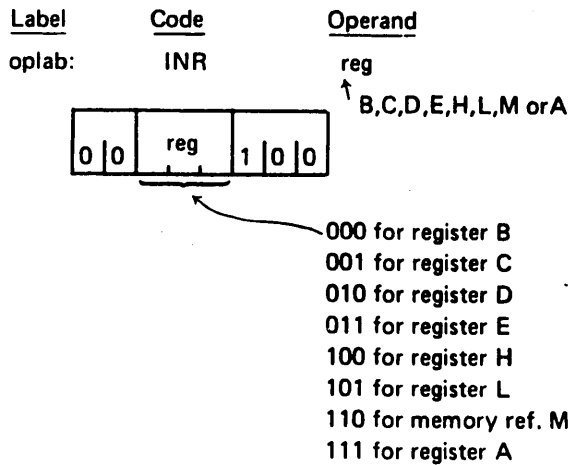 Label Code Operand
oplab: INR reg
B,C,D,E,H,L,M or A
0 0 reg 1 0 0
000 for register B
001 for register C
010 for register D
011 for register E
100 for register H
101 for register L
110 for memory ref. M
111 for register A